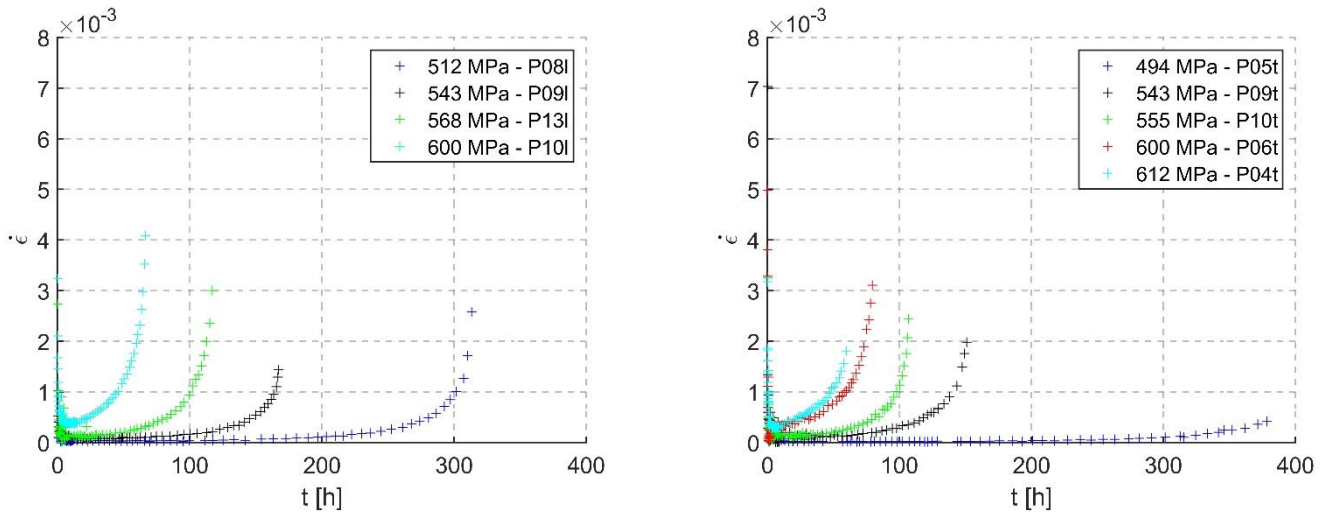 ×10⁻³
8
7
6
5
4
3
2
1
0
ε̇
0
100
200
300
400
t [h]
512 MPa - P08l
543 MPa - P09l
568 MPa - P13l
600 MPa - P10l
×10⁻³
8
7
6
5
4
3
2
1
0
ε̇
0
100
200
300
400
t [h]
494 MPa - P05t
543 MPa - P09t
555 MPa - P10t
600 MPa - P06t
612 MPa - P04t